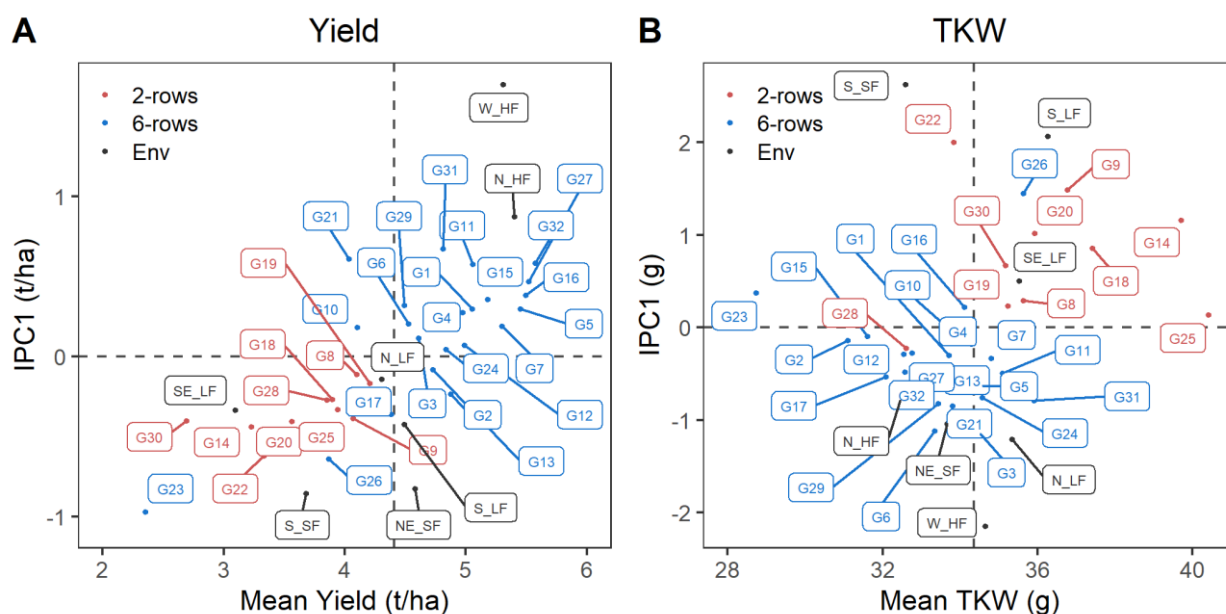 A
Yield
2-rows
6-rows
Env
W_HF
G31
N_HF
G27
G21
G29
G11
G32
G19
G6
G1
G15
G16
G10
G4
G5
G18
G8
N_LF
G24
G7
SE_LF
G28
G17
G3
G2
G12
G30
G14
G20
G25
G9
G13
G23
G22
G26
S_SF
NE_SF
S_LF
1
0
-1
IPC1 (t/ha)
2
3
4
5
6
Mean Yield (t/ha)
B
TKW
2-rows
6-rows
Env
S_SF
G22
S_LF
G26
G9
G30
G20
G1
G16
G14
G15
G10
SE_LF
G19
G18
G23
G28
G4
G8
G7
G25
G2
G12
G11
G27
G13
G5
G17
G32
G31
N_HF
G21
G24
NE_SF
G3
G29
N_LF
G6
W_HF
2
1
0
-1
-2
IPC1 (g)
28
32
36
40
Mean TKW (g)